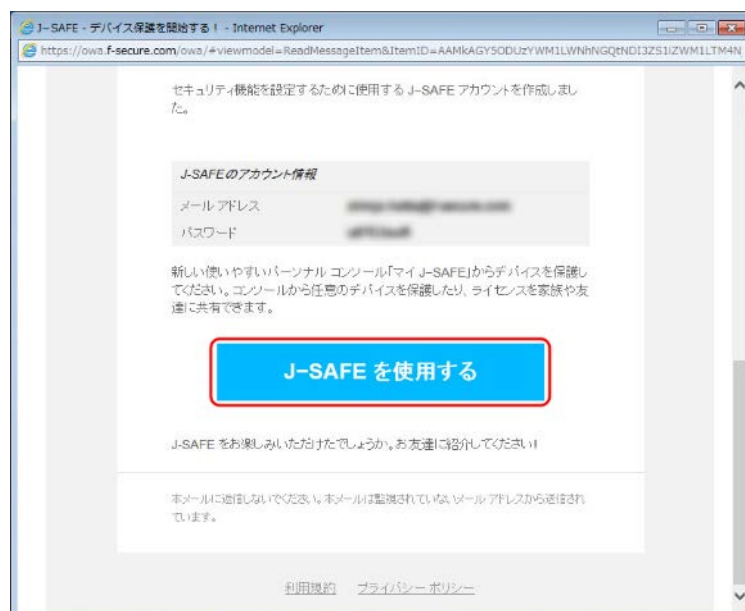 J-SAFE - デバイス保護を開始する！ - Internet Explorer
https://owa.f-secure.com/owa/#viewmodel=ReadMessageItem&ItemID=AAMkAGY5ODUzYWM1LWNhNGQtNDI3ZS1iZWM1LTM4N
セキュリティ機能を設定するために使用する J-SAFE アカウントを作成しまし
た。
J-SAFEのアカウント情報
メール アドレス
パスワード
新しい使いやすいパーソナル コンソール「マイ J-SAFE」からデバイスを保護し
てください。コンソールから任意のデバイスを保護したり、ライセンスを家族や友
達に共有できます。
J-SAFE を使用する
J-SAFE をお楽しみいただけたでしょうか。お友達に紹介してください!
本メールに返信しないでください。本メールは監視されていないメール アドレスから送信され
ています。
利用規約 プライバシー ポリシー